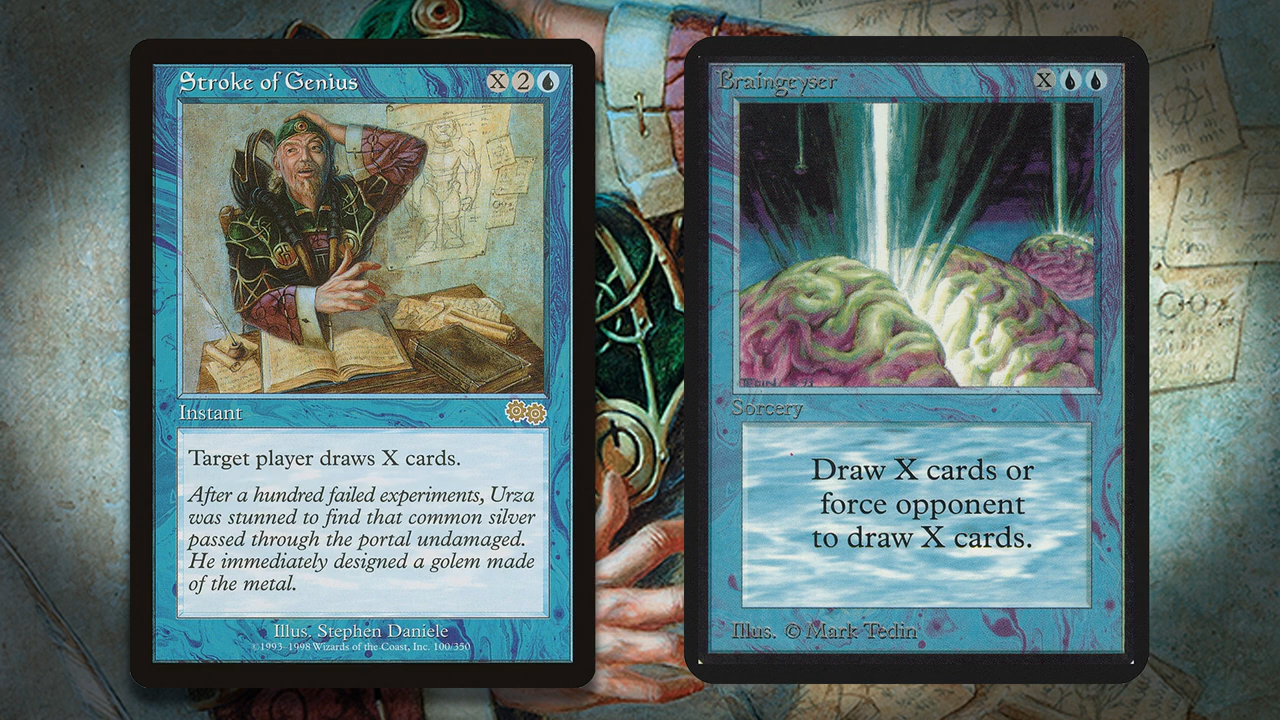 Stroke of Genius X 2
Instant
Target player draws X cards.
After a hundred failed experiments, Urza
was stunned to find that common silver
passed through the portal undamaged.
He immediately designed a golem made
of the metal.
Illus. Stephen Daniele
©1993-1998 Wizards of the Coast, Inc. 100/350
Braingeyser X
Sorcery
Draw X cards or
force opponent
to draw X cards.
Illus. © Mark Tedin